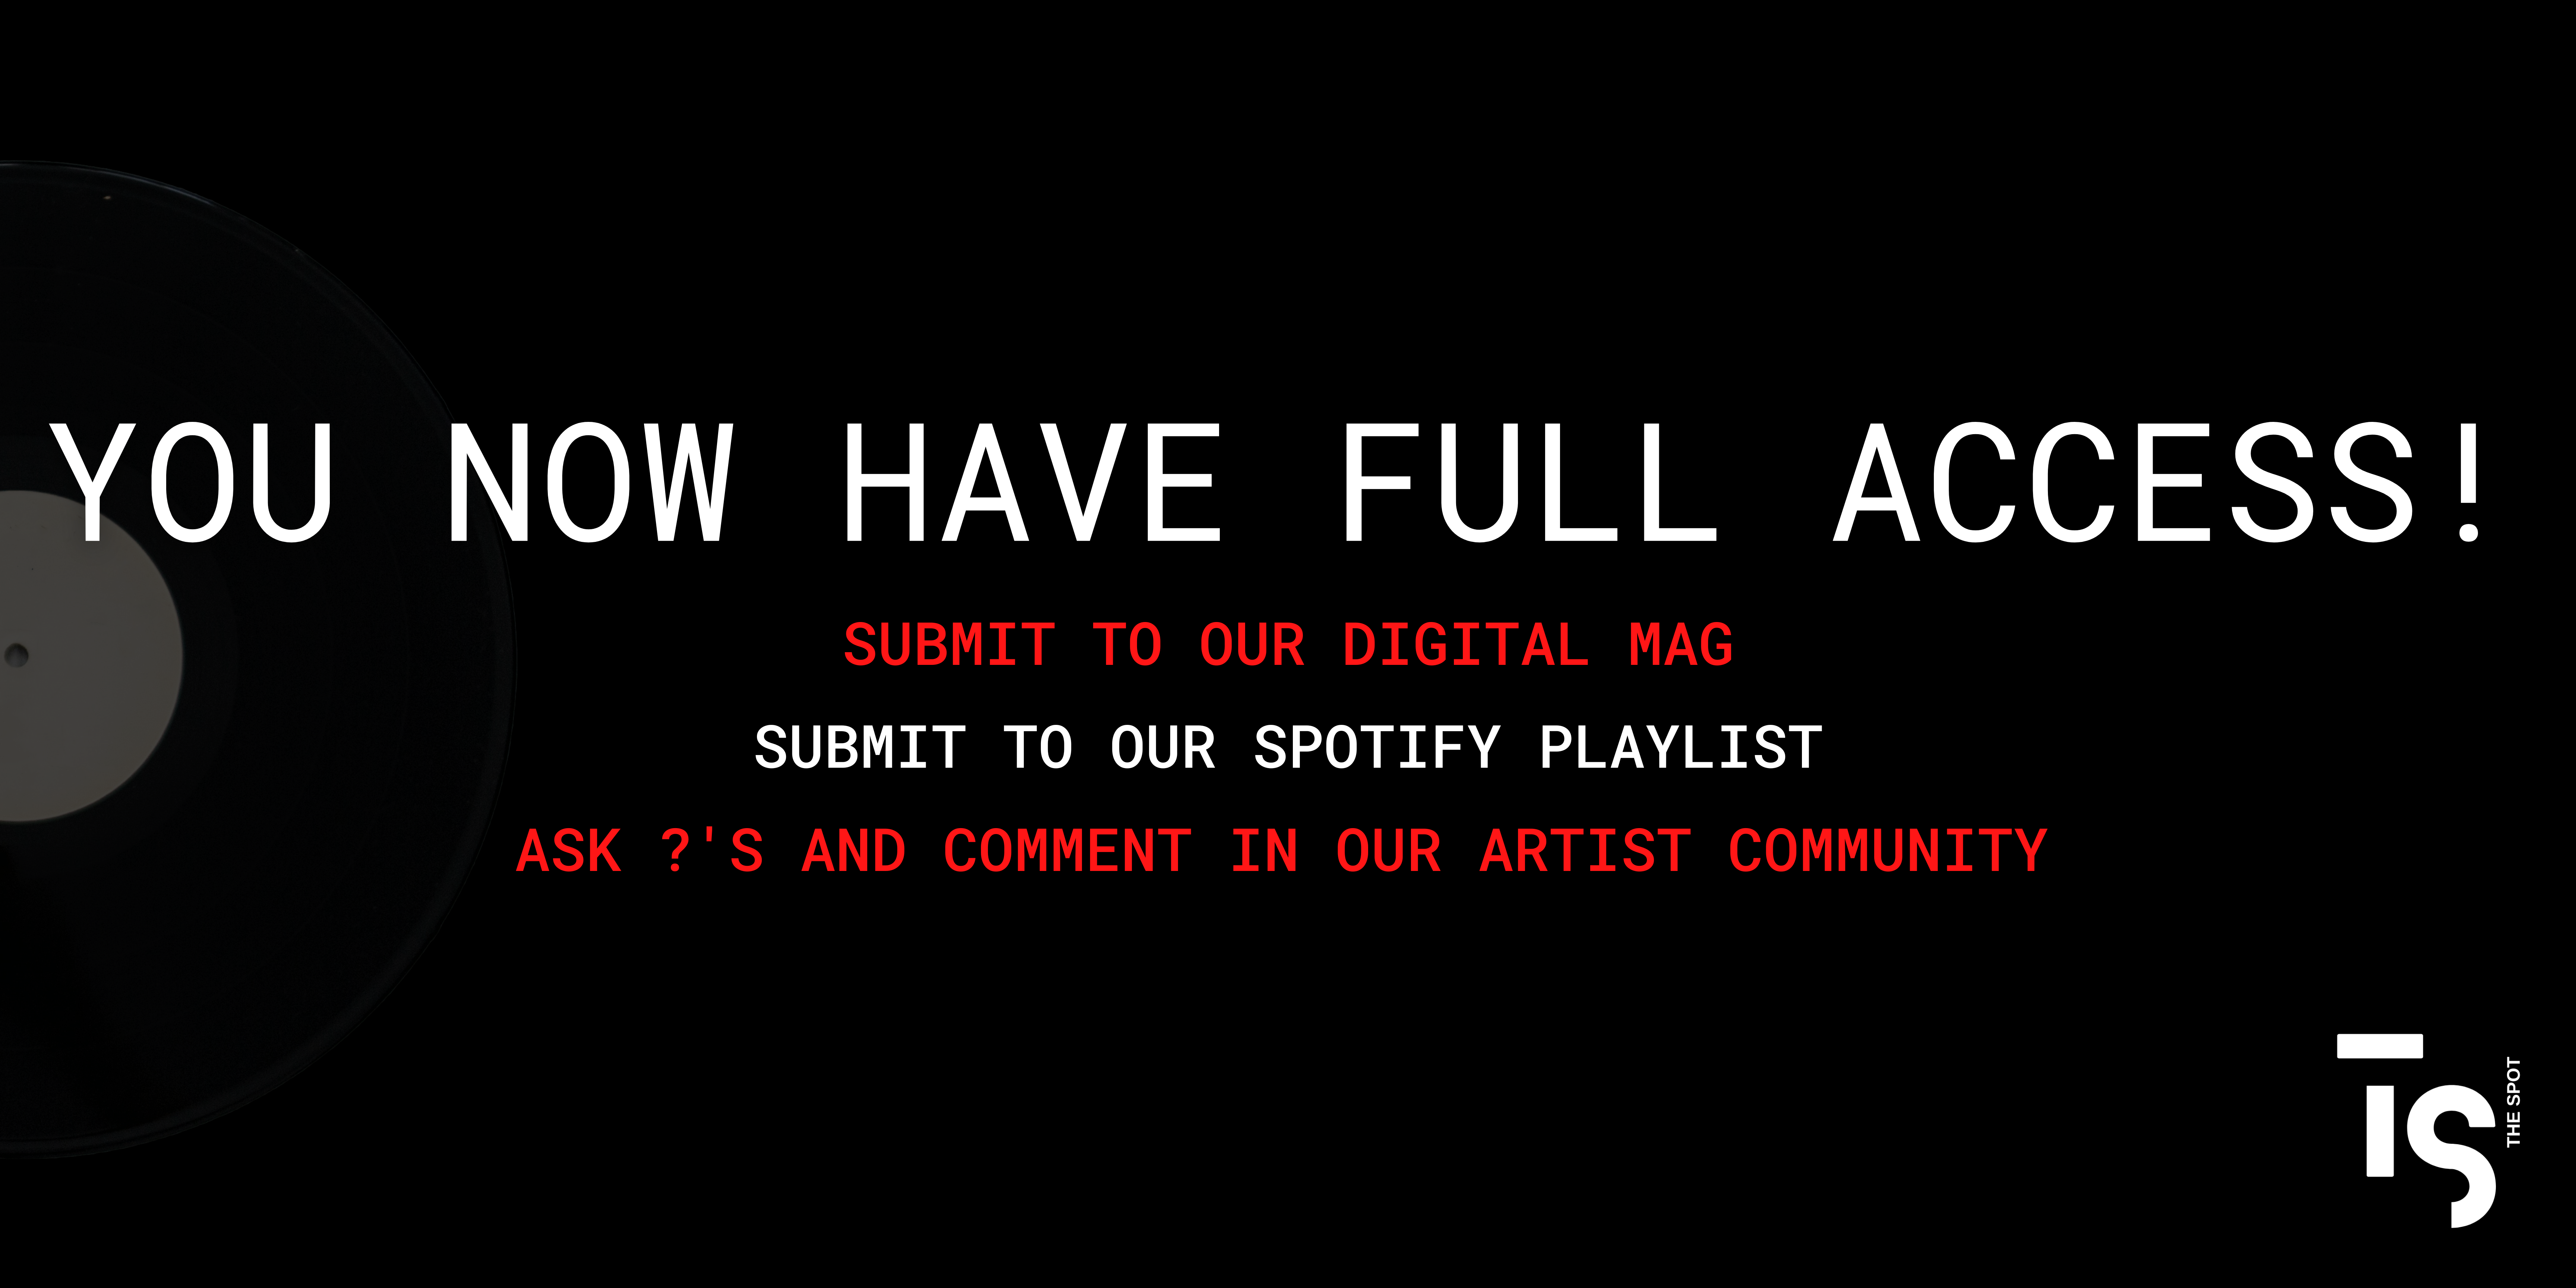 YOU NOW HAVE FULL ACCESS!
SUBMIT TO OUR DIGITAL MAG
SUBMIT TO OUR SPOTIFY PLAYLIST
ASK ?'S AND COMMENT IN OUR ARTIST COMMUNITY
TS
THE SPOT